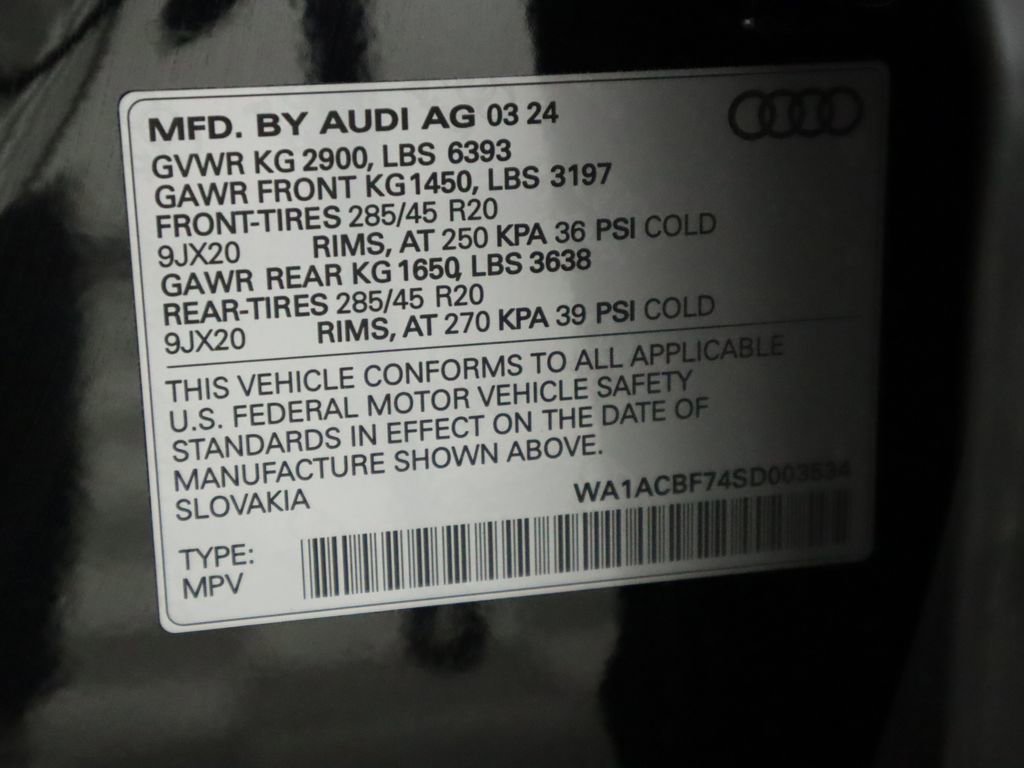 MFD. BY AUDI AG 03 24
GVWR KG 2900, LBS 6393
GAWR FRONT KG1450, LBS 3197
FRONT-TIRES 285/45 R20
9JX20 RIMS, AT 250 KPA 36 PSI COLD
GAWR REAR KG 1650, LBS 3638
REAR-TIRES 285/45 R20
9JX20 RIMS, AT 270 KPA 39 PSI COLD
THIS VEHICLE CONFORMS TO ALL APPLICABLE
U.S. FEDERAL MOTOR VEHICLE SAFETY
STANDARDS IN EFFECT ON THE DATE OF
MANUFACTURE SHOWN ABOVE.
SLOVAKIA
TYPE:
MPV